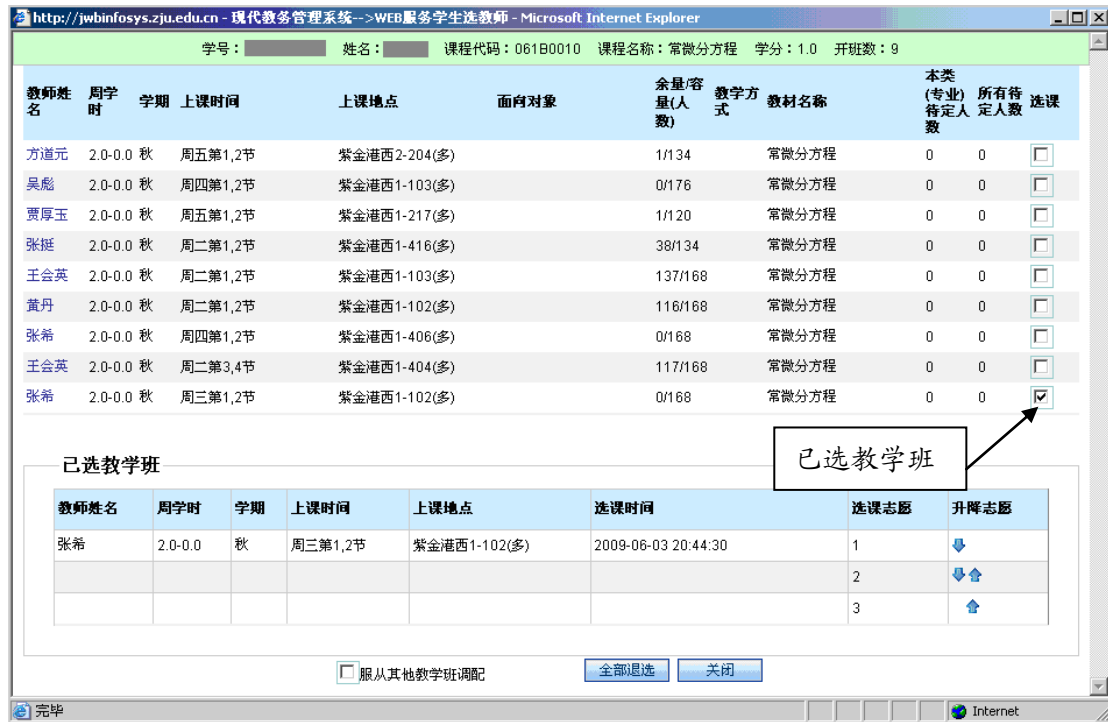 http://jwbinfosys.zju.edu.cn - 现代教务管理系统-->WEB服务学生选教师 - Microsoft Internet Explorer
学号： 姓名： 课程代码：061B0010 课程名称：常微分方程 学分：1.0 开班数：9
教师姓名 周学时 学期 上课时间 上课地点 面向对象 余量/容量(人数) 教学方式 教材名称 本类(专业)待定人数 所有待定人数 选课
方道元 2.0-0.0 秋 周五第1,2节 紫金港西2-204(多) 1/134 常微分方程 0 0
吴彪 2.0-0.0 秋 周四第1,2节 紫金港西1-103(多) 0/176 常微分方程 0 0
贾厚玉 2.0-0.0 秋 周五第1,2节 紫金港西1-217(多) 1/120 常微分方程 0 0
张挺 2.0-0.0 秋 周二第1,2节 紫金港西1-416(多) 38/134 常微分方程 0 0
王会英 2.0-0.0 秋 周二第1,2节 紫金港西1-103(多) 137/168 常微分方程 0 0
黄丹 2.0-0.0 秋 周二第1,2节 紫金港西1-102(多) 116/168 常微分方程 0 0
张希 2.0-0.0 秋 周四第1,2节 紫金港西1-406(多) 0/168 常微分方程 0 0
王会英 2.0-0.0 秋 周二第3,4节 紫金港西1-404(多) 117/168 常微分方程 0 0
张希 2.0-0.0 秋 周三第1,2节 紫金港西1-102(多) 0/168 常微分方程 0 0
已选教学班
已选教学班
教师姓名 周学时 学期 上课时间 上课地点 选课时间 选课志愿 升降志愿
张希 2.0-0.0 秋 周三第1,2节 紫金港西1-102(多) 2009-06-03 20:44:30 1
2
3
服从其他教学班调配 全部退选 关闭
完毕 Internet